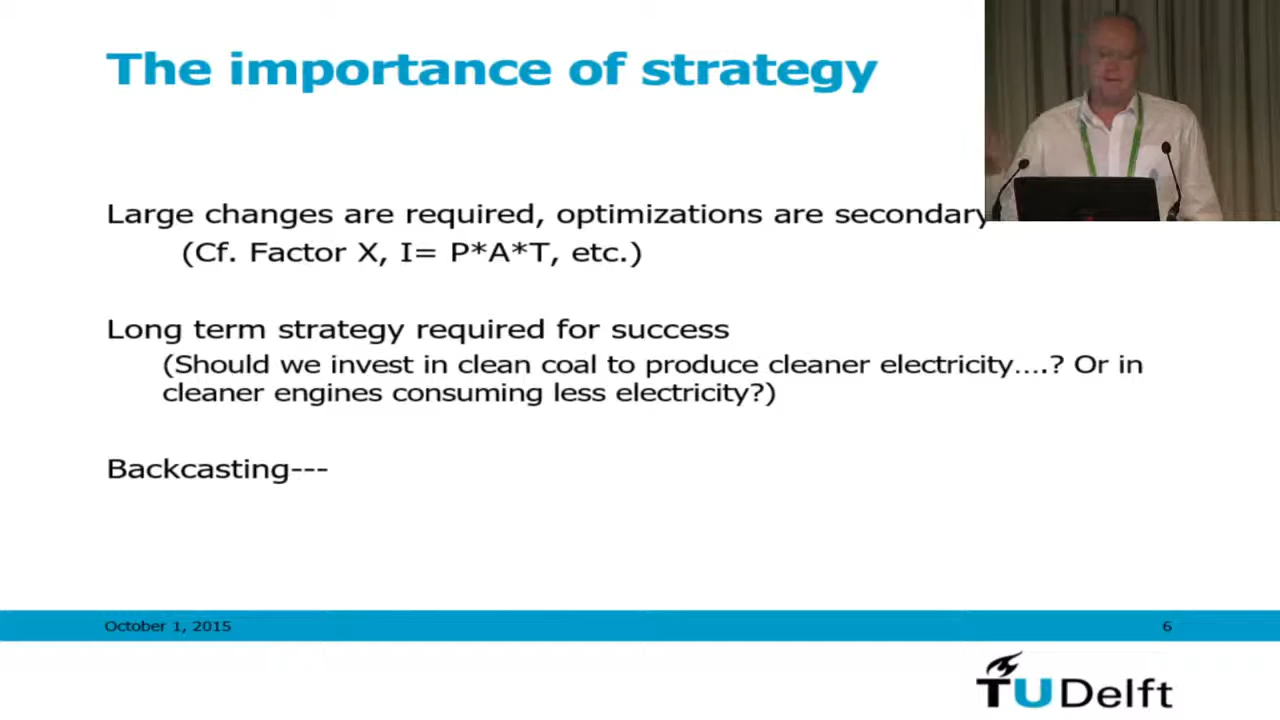 The importance of strategy
Large changes are required, optimizations are secondary
(Cf. Factor X, I= P*A*T, etc.)
Long term strategy required for success
(Should we invest in clean coal to produce cleaner electricity….? Or in
cleaner engines consuming less electricity?)
Backcasting---
October 1, 2015
6
TUDelft